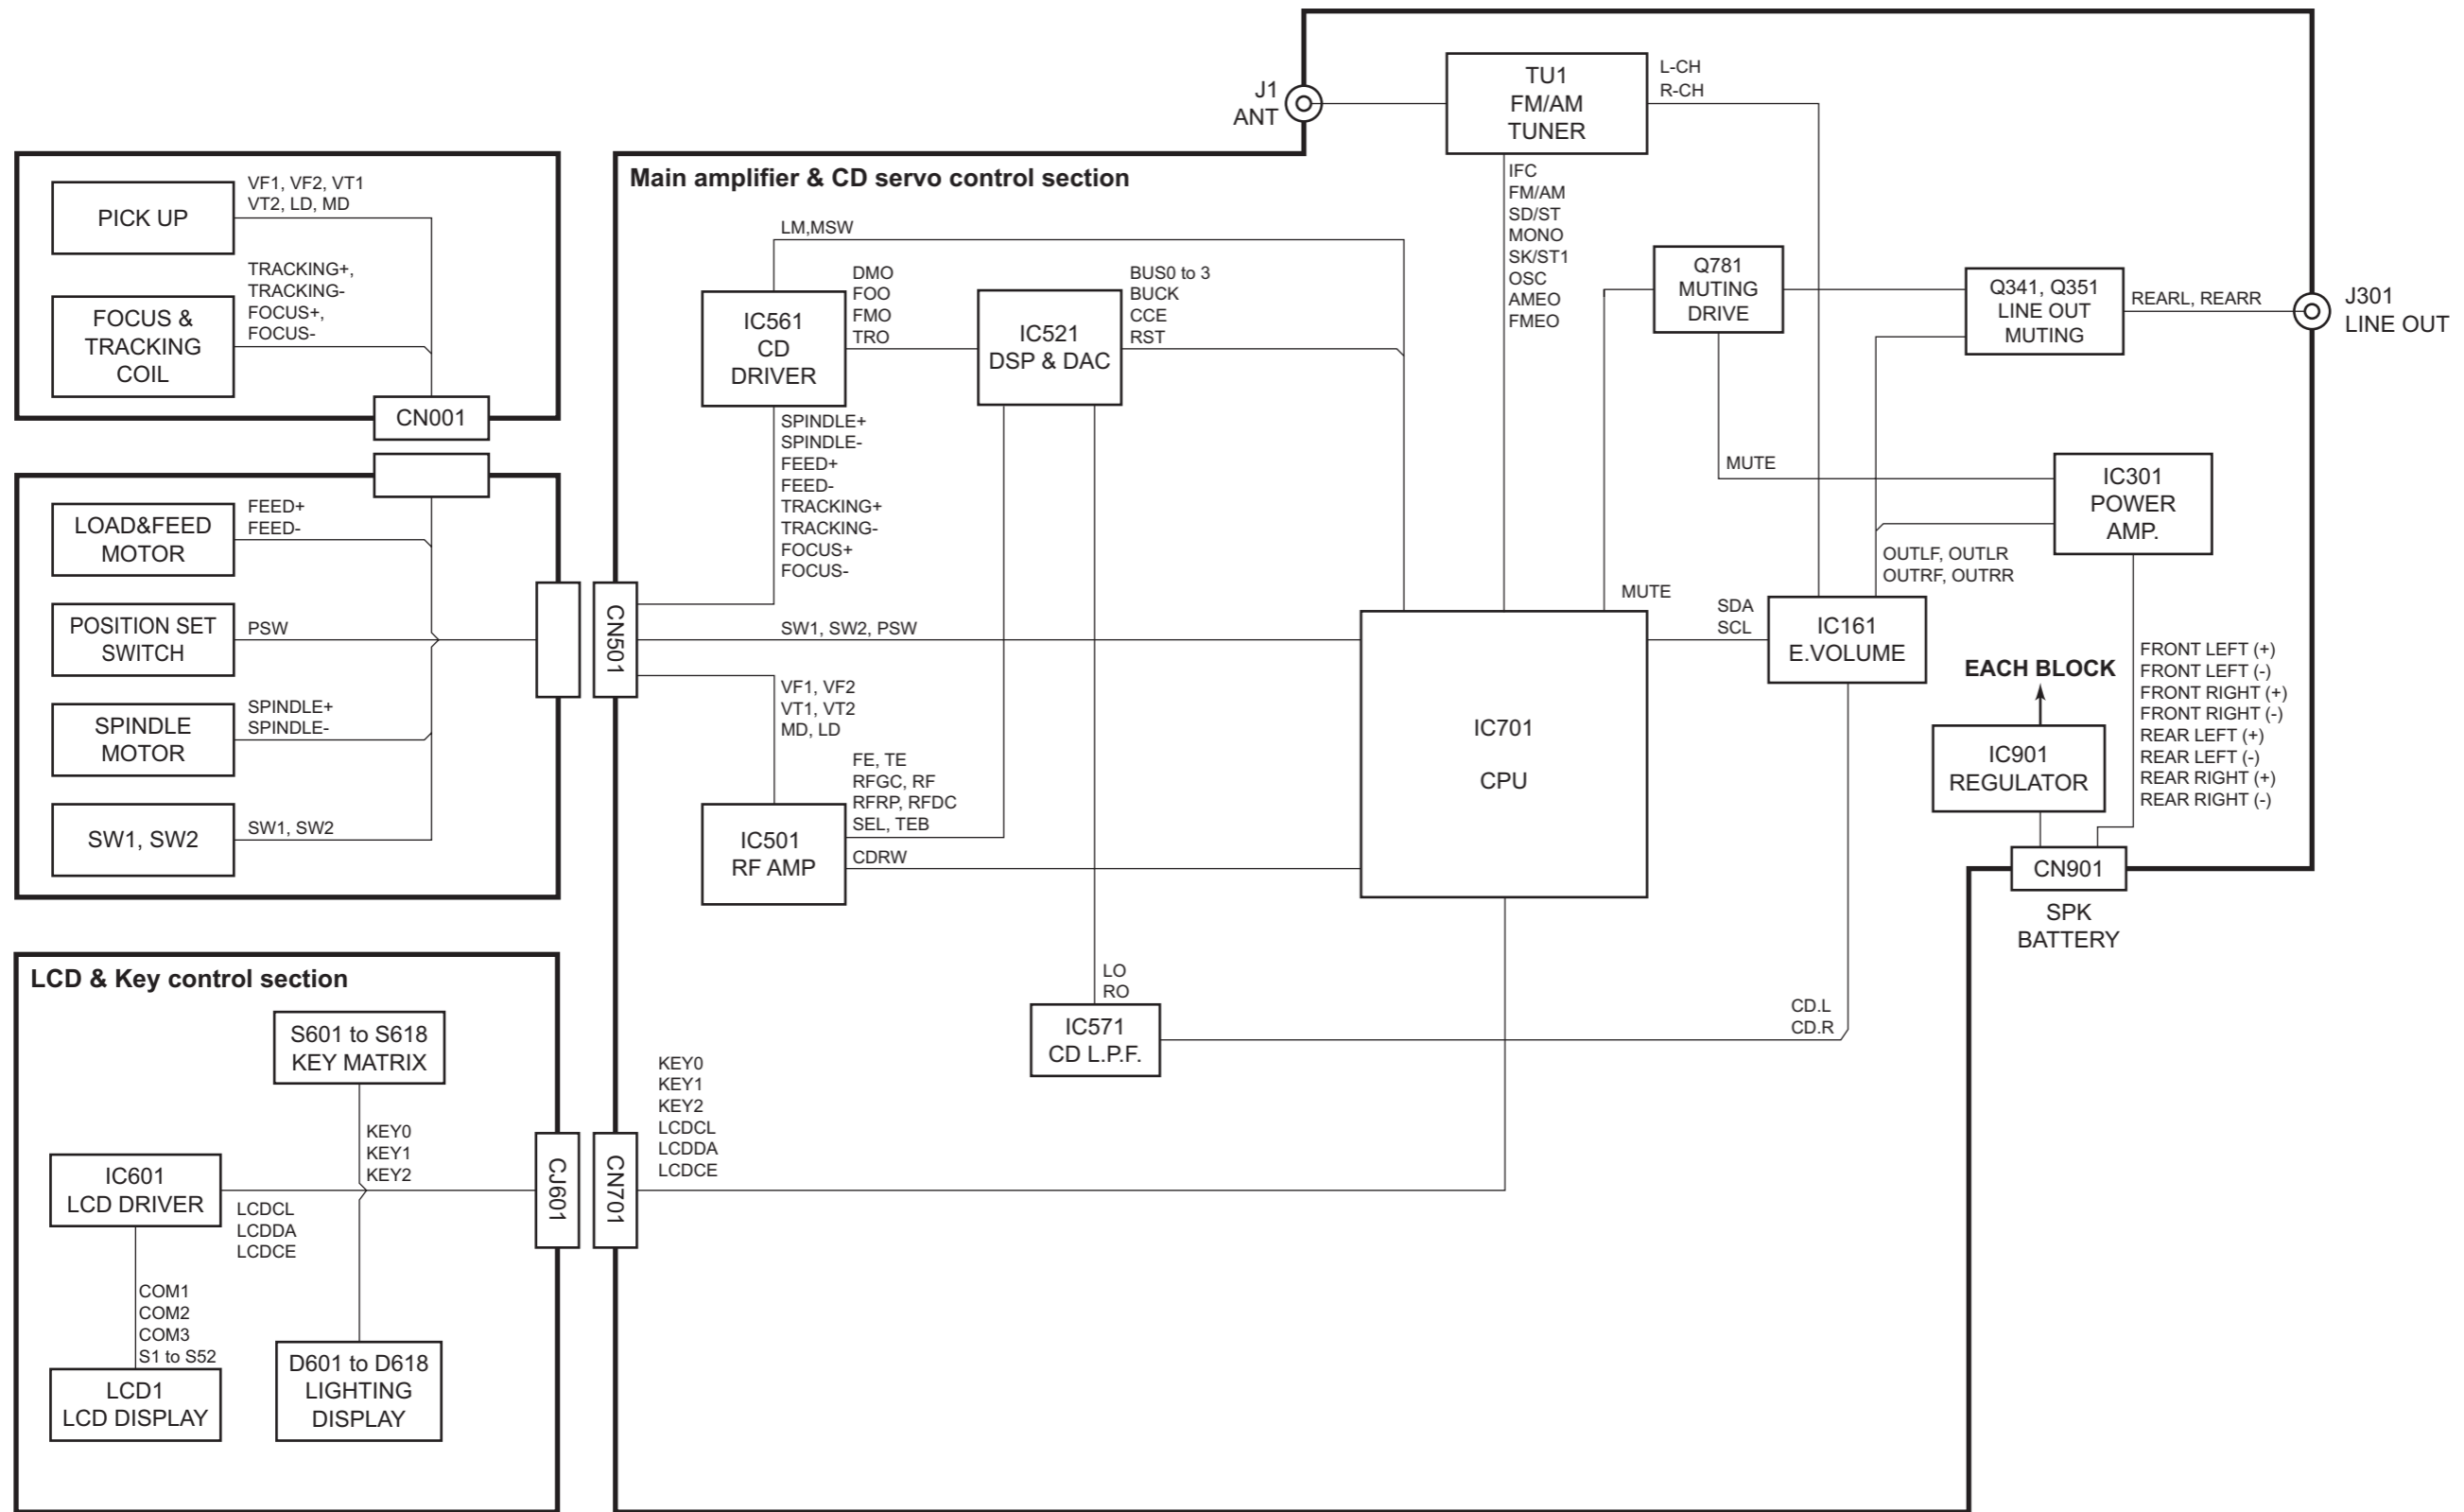 J1
ANT
TU1
FM/AM
TUNER
L-CH
R-CH
IFC
FM/AM
SD/ST
MONO
SK/ST1
OSC
AMEO
FMEO
PICK UP
VF1, VF2, VT1
VT2, LD, MD
FOCUS &
TRACKING
COIL
TRACKING+,
TRACKING-
FOCUS+,
FOCUS-
CN001
LOAD&FEED
MOTOR
FEED+
FEED-
POSITION SET
SWITCH
PSW
SPINDLE
MOTOR
SPINDLE+
SPINDLE-
SW1, SW2
SW1, SW2
Main amplifier & CD servo control section
LM,MSW
IC561
CD
DRIVER
DMO
FOO
FMO
TRO
IC521
DSP & DAC
BUS0 to 3
BUCK
CCE
RST
SPINDLE+
SPINDLE-
FEED+
FEED-
TRACKING+
TRACKING-
FOCUS+
FOCUS-
CN501
SW1, SW2, PSW
VF1, VF2
VT1, VT2
MD, LD
IC501
RF AMP
FE, TE
RFGC, RF
RFRP, RFDC
SEL, TEB
CDRW
IC701
CPU
MUTE
SDA
SCL
IC161
E.VOLUME
Q781
MUTING
DRIVE
Q341, Q351
LINE OUT
MUTING
REARL, REARR
J301
LINE OUT
MUTE
IC301
POWER
AMP.
OUTLF, OUTLR
OUTRF, OUTRR
EACH BLOCK
IC901
REGULATOR
FRONT LEFT (+)
FRONT LEFT (-)
FRONT RIGHT (+)
FRONT RIGHT (-)
REAR LEFT (+)
REAR LEFT (-)
REAR RIGHT (+)
REAR RIGHT (-)
CN901
SPK
BATTERY
LO
RO
IC571
CD L.P.F.
CD.L
CD.R
LCD & Key control section
S601 to S618
KEY MATRIX
KEY0
KEY1
KEY2
IC601
LCD DRIVER
LCDCL
LCDDA
LCDCE
COM1
COM2
COM3
S1 to S52
LCD1
LCD DISPLAY
D601 to D618
LIGHTING
DISPLAY
CJ601
CN701
KEY0
KEY1
KEY2
LCDCL
LCDDA
LCDCE